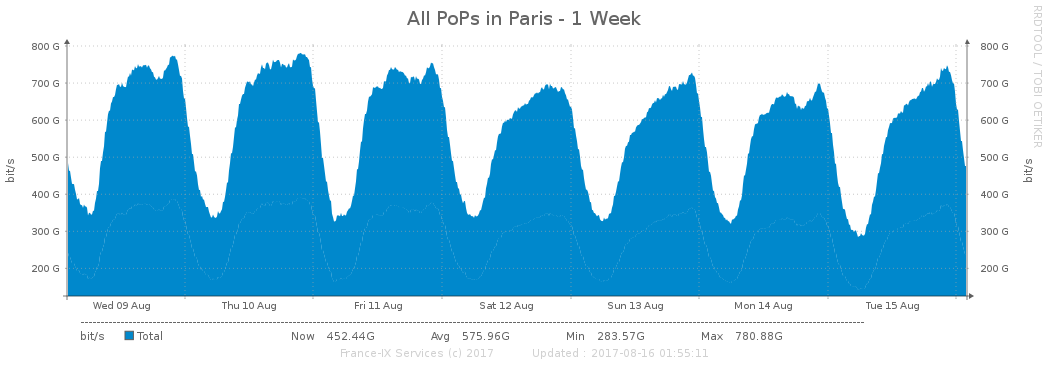 All PoPs in Paris - 1 Week
RRDTOOL / TOBI OETIKER
800 G 800 G
700 G 700 G
600 G 600 G
500 G 500 G
400 G 400 G
300 G 300 G
200 G 200 G
bit/s bit/s
Wed 09 Aug Thu 10 Aug Fri 11 Aug Sat 12 Aug Sun 13 Aug Mon 14 Aug Tue 15 Aug
bit/s Total Now 452.44G Avg 575.96G Min 283.57G Max 780.88G
France-IX Services (c) 2017 Updated : 2017-08-16 01:55:11